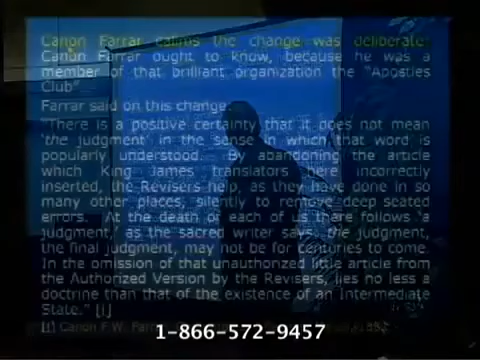 Canon Farrar calims the change was deliberate:
Canon Farrar ought to know, because he was a
member of that brilliant organization the "Apostles
Club"
Farrar said on this change:
"There is a positive certainty that it does not mean
'the judgment' in the sense in which that word is
popularly understood. By abandoning the article
which King James translators here incorrectly
inserted, the Revisers help, as they have done in so
many other places, silently to remove deep seated
errors. At the death of each of us there follows 'a
judgment,' as the sacred writer says, the judgment,
the final judgment, may not be for centuries to come.
In the omission of that unauthorized little article from
the Authorized Version by the Revisers, lies no less a
doctrine than that of the existence of an Intermediate
State." [i]
[i] Canon F.W. Farrar
1-866-572-9457